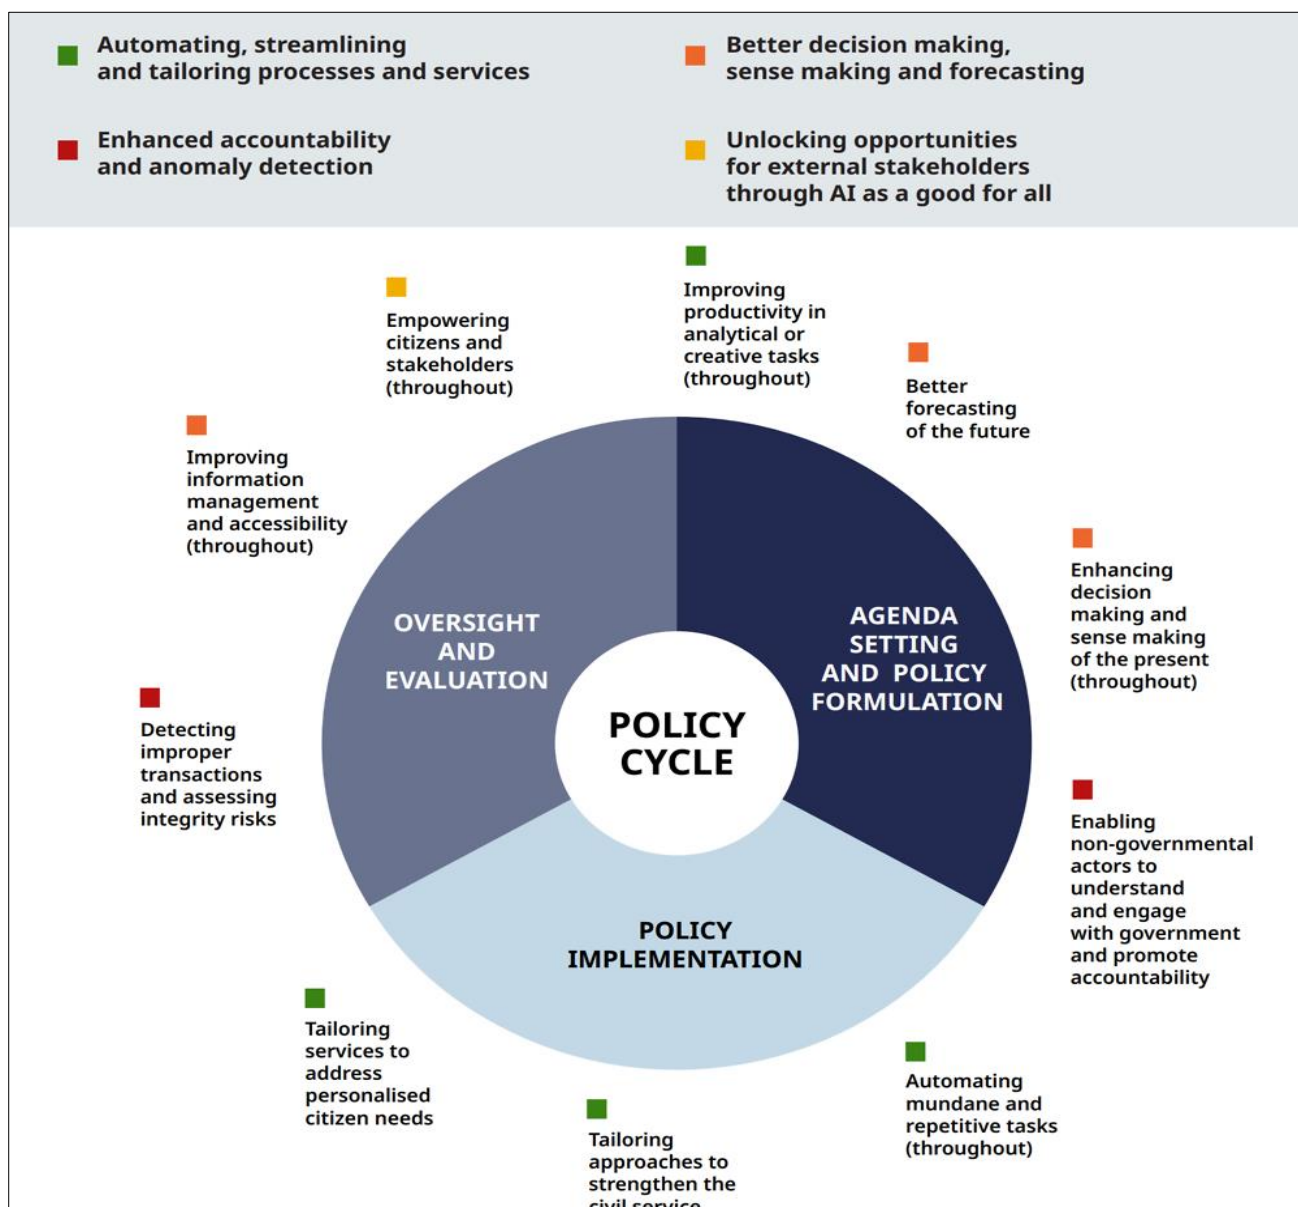 Automating, streamlining
and tailoring processes and services
Better decision making,
sense making and forecasting
Enhanced accountability
and anomaly detection
Unlocking opportunities
for external stakeholders
through AI as a good for all
Improving
productivity in
analytical or
creative tasks
(throughout)
Better
forecasting
of the future
Enhancing
decision
making and
sense making
of the present
(throughout)
Enabling
non-governmental
actors to
understand
and engage
with government
and promote
accountability
Automating
mundane and
repetitive tasks
(throughout)
Tailoring
approaches to
strengthen the
civil service
Tailoring
services to
address
personalised
citizen needs
Detecting
improper
transactions
and assessing
integrity risks
Improving
information
management
and accessibility
(throughout)
Empowering
citizens and
stakeholders
(throughout)
OVERSIGHT
AND
EVALUATION
AGENDA
SETTING
AND POLICY
FORMULATION
POLICY
CYCLE
POLICY
IMPLEMENTATION